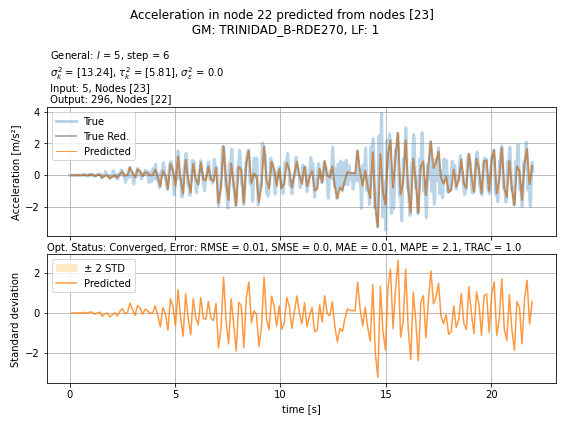 Acceleration in node 22 predicted from nodes [23]
GM: TRINIDAD_B-RDE270, LF: 1
General: l = 5, step = 6
σ²ₖ = [13.24], τ²ₖ = [5.81], σ²ε = 0.0
Input: 5, Nodes [23]
Output: 296, Nodes [22]
4
2
0
−2
Acceleration [m/s²]
True
True Red.
Predicted
Opt. Status: Converged, Error: RMSE = 0.01, SMSE = 0.0, MAE = 0.01, MAPE = 2.1, TRAC = 1.0
2
0
−2
Standard deviation
± 2 STD
Predicted
0
5
10
15
20
time [s]